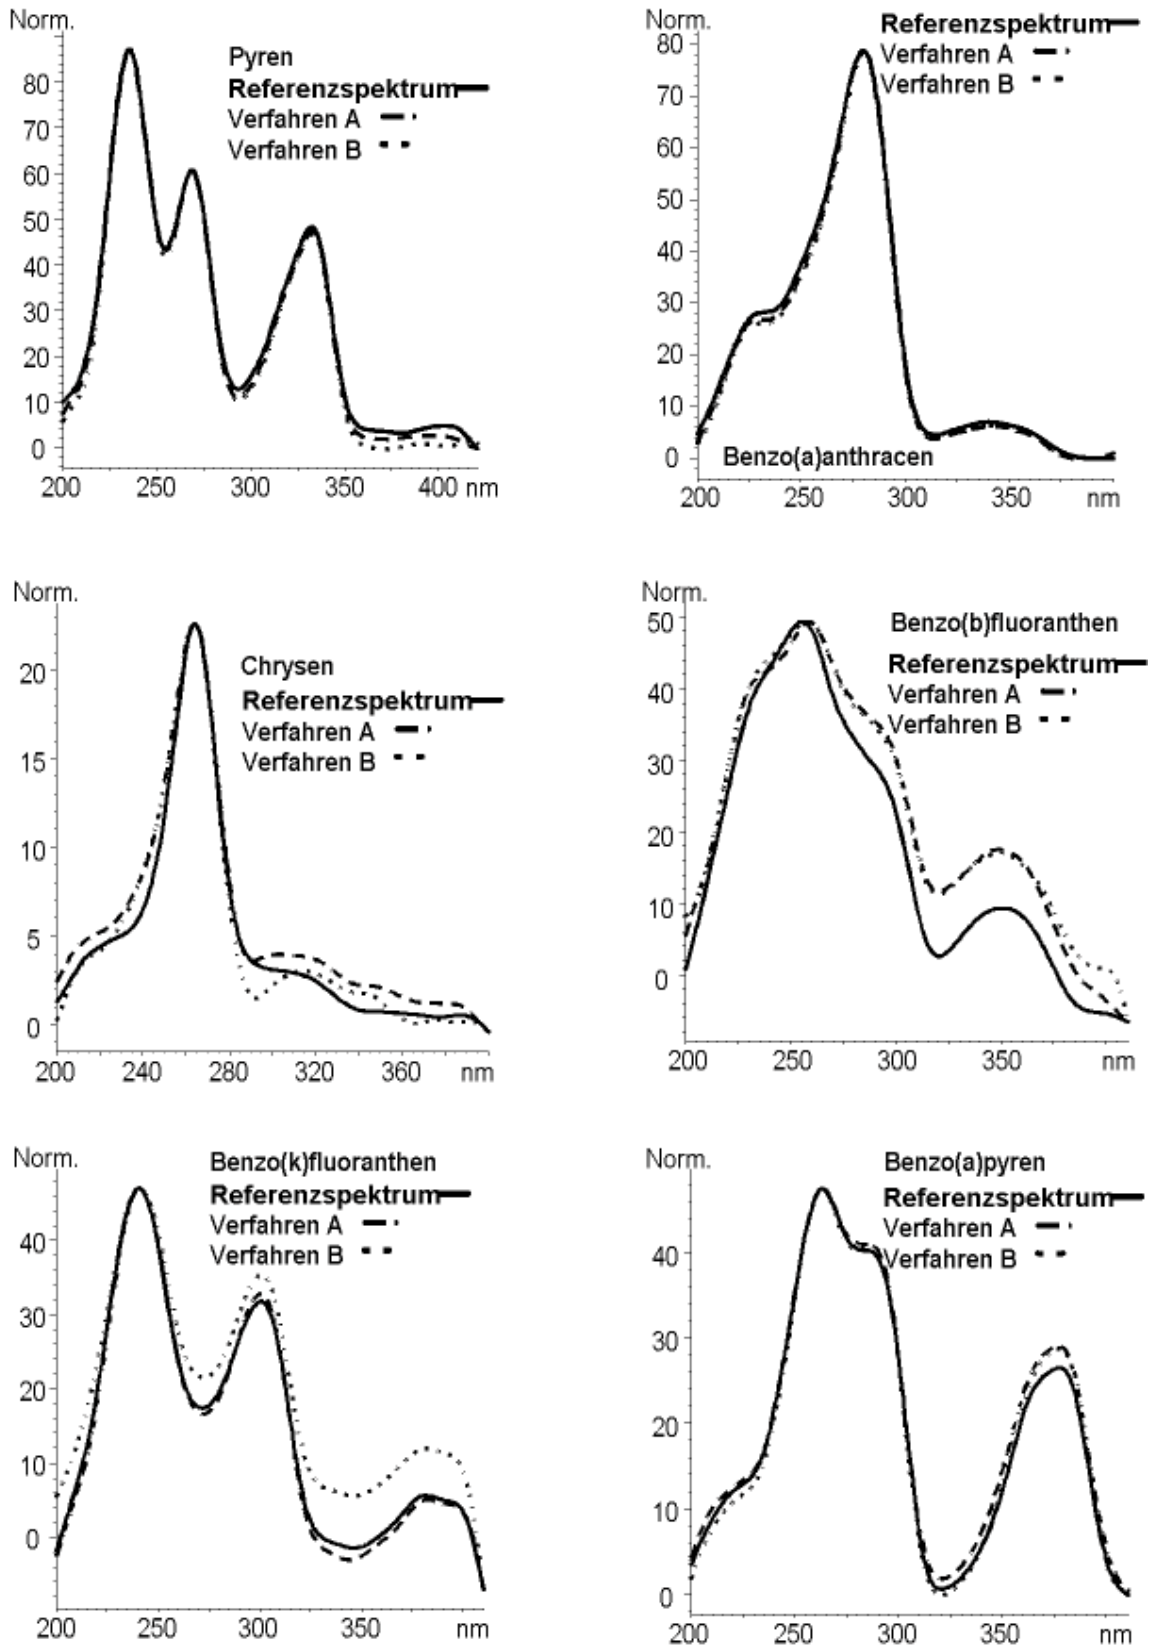 Norm.
Pyren
Referenzspektrum
Verfahren A
Verfahren B
80
70
60
50
40
30
20
10
0
200 250 300 350 400 nm
Norm.
Referenzspektrum
Verfahren A
Verfahren B
80
70
60
50
40
30
20
10
0
Benzo(a)anthracen
200 250 300 350 nm
Norm.
Chrysen
Referenzspektrum
Verfahren A
Verfahren B
20
15
10
5
0
200 240 280 320 360 nm
Norm.
Benzo(b)fluoranthen
Referenzspektrum
Verfahren A
Verfahren B
50
40
30
20
10
0
200 250 300 350 nm
Norm.
Benzo(k)fluoranthen
Referenzspektrum
Verfahren A
Verfahren B
40
30
20
10
0
200 250 300 350 nm
Norm.
Benzo(a)pyren
Referenzspektrum
Verfahren A
Verfahren B
40
30
20
10
0
200 250 300 350 nm